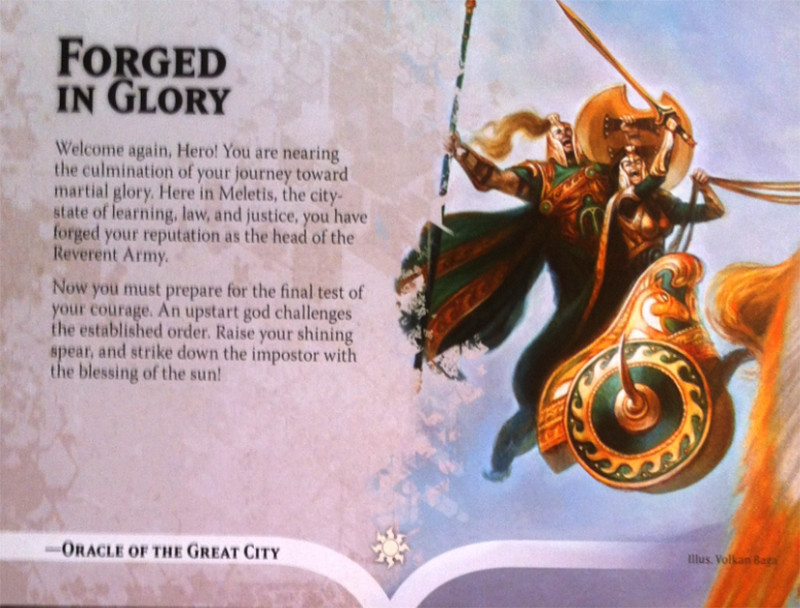 FORGED
IN GLORY
Welcome again, Hero! You are nearing
the culmination of your journey toward
martial glory. Here in Meletis, the city-
state of learning, law, and justice, you have
forged your reputation as the head of the
Reverent Army.
Now you must prepare for the final test of
your courage. An upstart god challenges
the established order. Raise your shining
spear, and strike down the impostor with
the blessing of the sun!
—ORACLE OF THE GREAT CITY
Illus. Volkan Baga